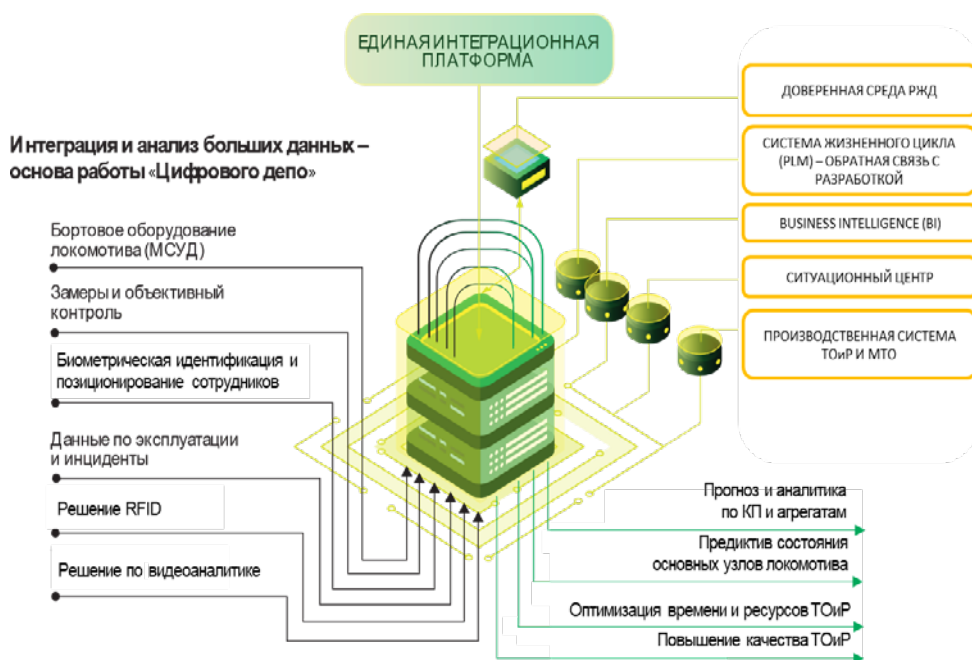 ЕДИНАЯ ИНТЕГРАЦИОННАЯ
ПЛАТФОРМА
Интеграция и анализ больших данных –
основа работы «Цифрового депо»
Бортовое оборудование
локомотива (МСУД)
Замеры и объективный
контроль
Биометрическая идентификация и
позиционирование сотрудников
Данные по эксплуатации
и инциденты
Решение RFID
Решение по видеоаналитике
ДОВЕРЕННАЯ СРЕДА РЖД
СИСТЕМА ЖИЗНЕННОГО ЦИКЛА
(PLM) – ОБРАТНАЯ СВЯЗЬ С
РАЗРАБОТКОЙ
BUSINESS INTELLIGENCE (BI)
СИТУАЦИОННЫЙ ЦЕНТР
ПРОИЗВОДСТВЕННАЯ СИСТЕМА
ТОиР И МТО
Прогноз и аналитика
по КП и агрегатам
Предиктив состояния
основных узлов локомотива
Оптимизация времени и ресурсов ТОиР
Повышение качества ТОиР